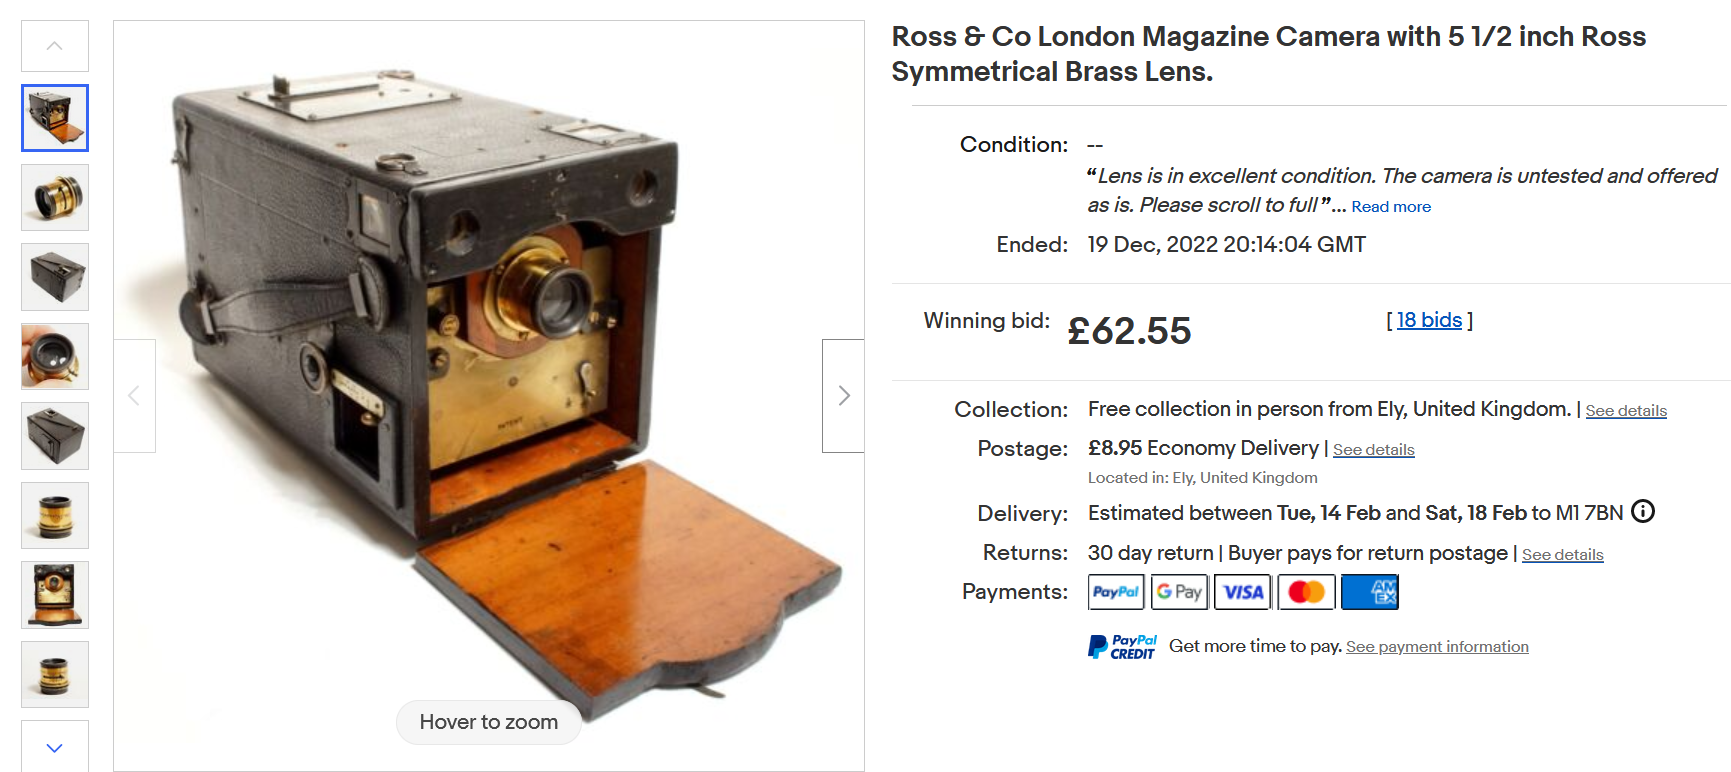 Ross & Co London Magazine Camera with 5 1/2 inch Ross
Symmetrical Brass Lens.
Condition: --
“Lens is in excellent condition. The camera is untested and offered
as is. Please scroll to full”... Read more
Ended: 19 Dec, 2022 20:14:04 GMT
Winning bid: £62.55 [ 18 bids ]
Collection: Free collection in person from Ely, United Kingdom. | See details
Postage: £8.95 Economy Delivery | See details
Located in: Ely, United Kingdom
Delivery: Estimated between Tue, 14 Feb and Sat, 18 Feb to M1 7BN
Returns: 30 day return | Buyer pays for return postage | See details
Payments: PayPal G Pay VISA AMEX
PayPal CREDIT Get more time to pay. See payment information
PATENT
Hover to zoom